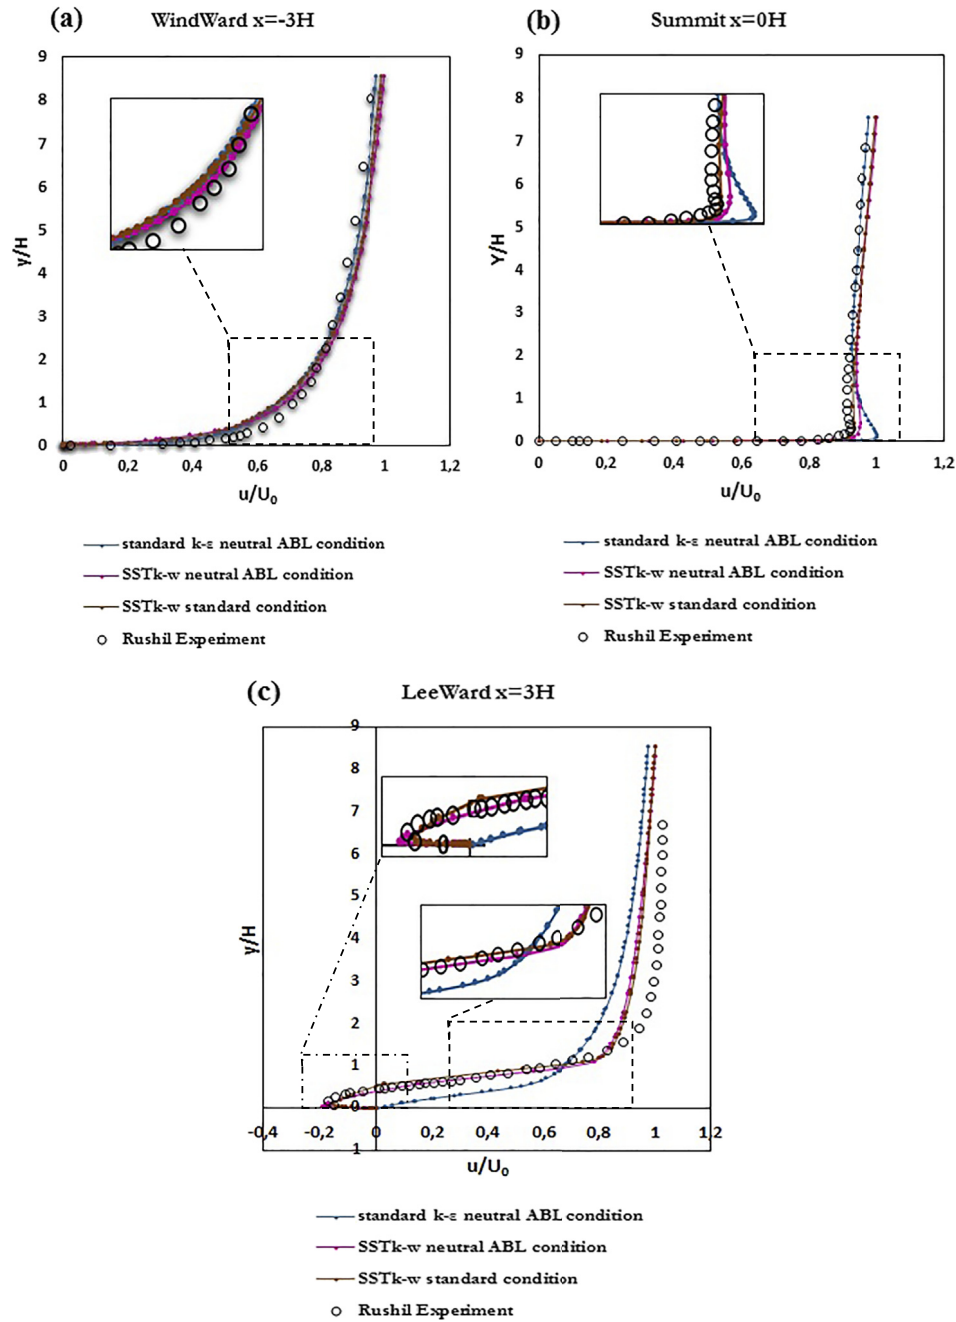 (a) WindWard x=-3H
9
8
7
6
5
4
3
2
1
0
y/H
0 0,2 0,4 0,6 0,8 1 1,2
u/U₀
standard k-ε neutral ABL condition
SSTk-w neutral ABL condition
SSTk-w standard condition
Rushil Experiment
(b) Summit x=0H
9
8
7
6
5
4
3
2
1
0
Y/H
0 0,2 0,4 0,6 0,8 1 1,2
u/U₀
standard k-ε neutral ABL condition
SSTk-w neutral ABL condition
SSTk-w standard condition
Rushil Experiment
(c) LeeWard x=3H
9
8
7
6
5
4
3
2
1
0
1
y/H
-0,4 -0,2 0 0,2 0,4 0,6 0,8 1 1,2
u/U₀
standard k-ε neutral ABL condition
SSTk-w neutral ABL condition
SSTk-w standard condition
Rushil Experiment